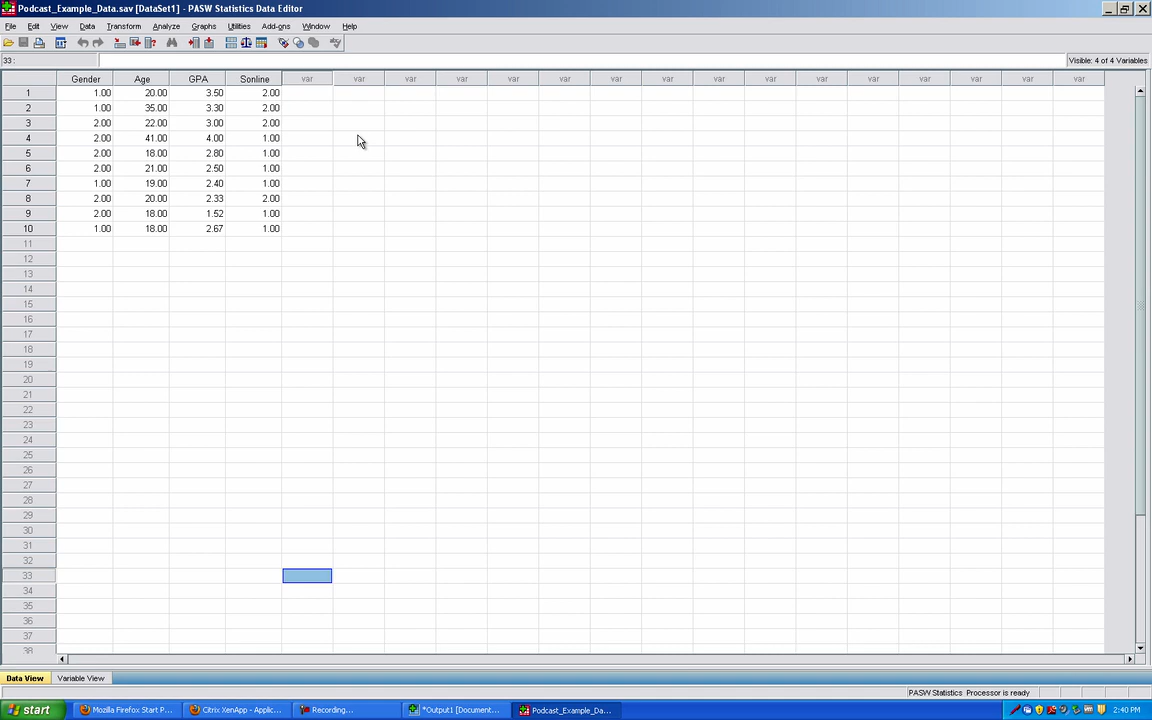 Podcast_Example_Data.sav [DataSet1] - PASW Statistics Data Editor
File Edit View Data Transform Analyze Graphs Utilities Add-ons Window Help
33 :
Visible: 4 of 4 Variables
Gender Age GPA Sonline var var var var var var var var var var var var var var var var
1 1.00 20.00 3.50 2.00
2 1.00 35.00 3.30 2.00
3 2.00 22.00 3.00 2.00
4 2.00 41.00 4.00 1.00
5 2.00 18.00 2.80 1.00
6 2.00 21.00 2.50 1.00
7 1.00 19.00 2.40 1.00
8 2.00 20.00 2.33 2.00
9 2.00 18.00 1.52 1.00
10 1.00 18.00 2.67 1.00
11
12
13
14
15
16
17
18
19
20
21
22
23
24
25
26
27
28
29
30
31
32
33
34
35
36
37
38
Data View Variable View
PASW Statistics Processor is ready
start Mozilla Firefox Start P... Citrix XenApp - Applic... Recording... *Output1 [Document... Podcast_Example_Da... 2:40 PM